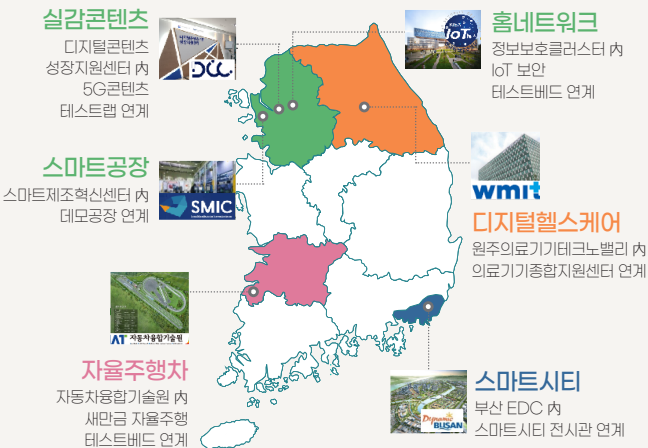 실감콘텐츠
디지털콘텐츠
성장지원센터 內
5G콘텐츠
테스트랩 연계
DCC
홈네트워크
정보보호클러스터 內
IoT 보안
테스트베드 연계
IoT
스마트공장
스마트제조혁신센터 內
데모공장 연계
SMIC
wmit
디지털헬스케어
원주의료기기테크노밸리 內
의료기기종합지원센터 연계
AT 자동차융합기술원
자율주행차
자동차융합기술원 內
새만금 자율주행
테스트베드 연계
스마트시티
부산 EDC 內
스마트시티 전시관 연계
Dynamic
BUSAN